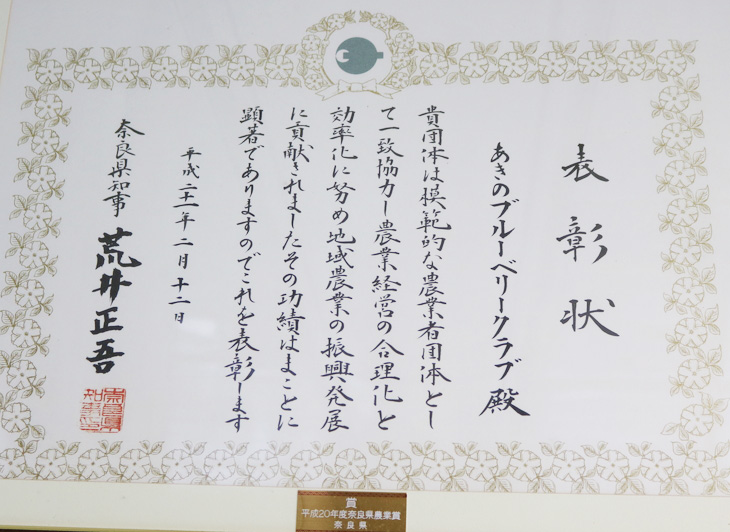 表彰状
あきのブルーベリークラブ殿
貴団体は模範的な農業者団体とし
て一致協力し農業経営の合理化と
効率化に努め地域農業の振興発展
に貢献されましたその功績はまことに
顕著でありますのでこれを表彰します
平成二十一年二月十二日
奈良県知事 荒井正吾
賞
平成20年度奈良県農業賞
奈良県